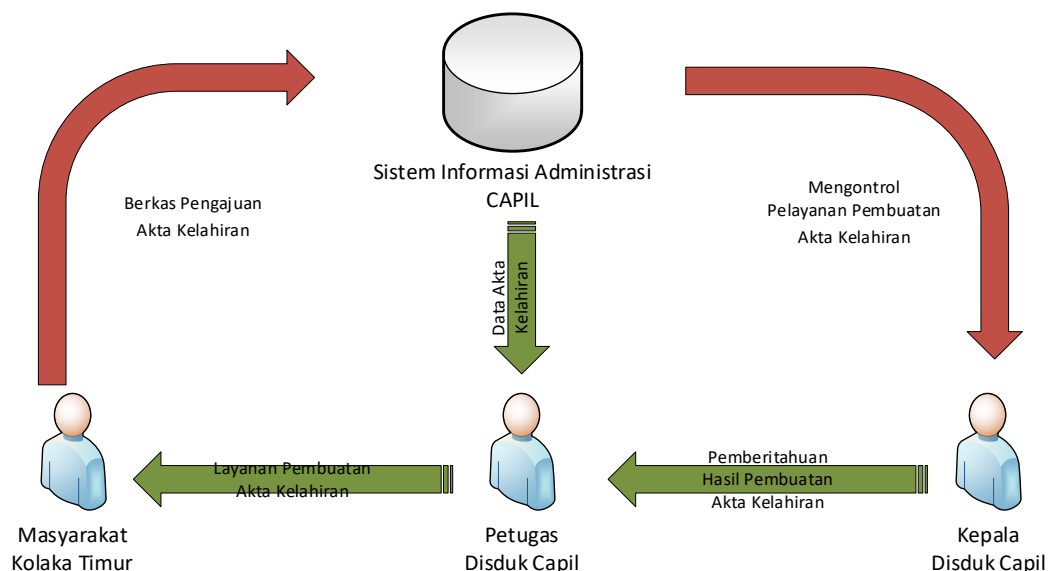 Sistem Informasi Administrasi
CAPIL
Berkas Pengajuan
Akta Kelahiran
Mengontrol
Pelayanan Pembuatan
Akta Kelahiran
Data Akta
Kelahiran
Layanan Pembuatan
Akta Kelahiran
Pemberitahuan
Hasil Pembuatan
Akta Kelahiran
Masyarakat
Kolaka Timur
Petugas
Disduk Capil
Kepala
Disduk Capil